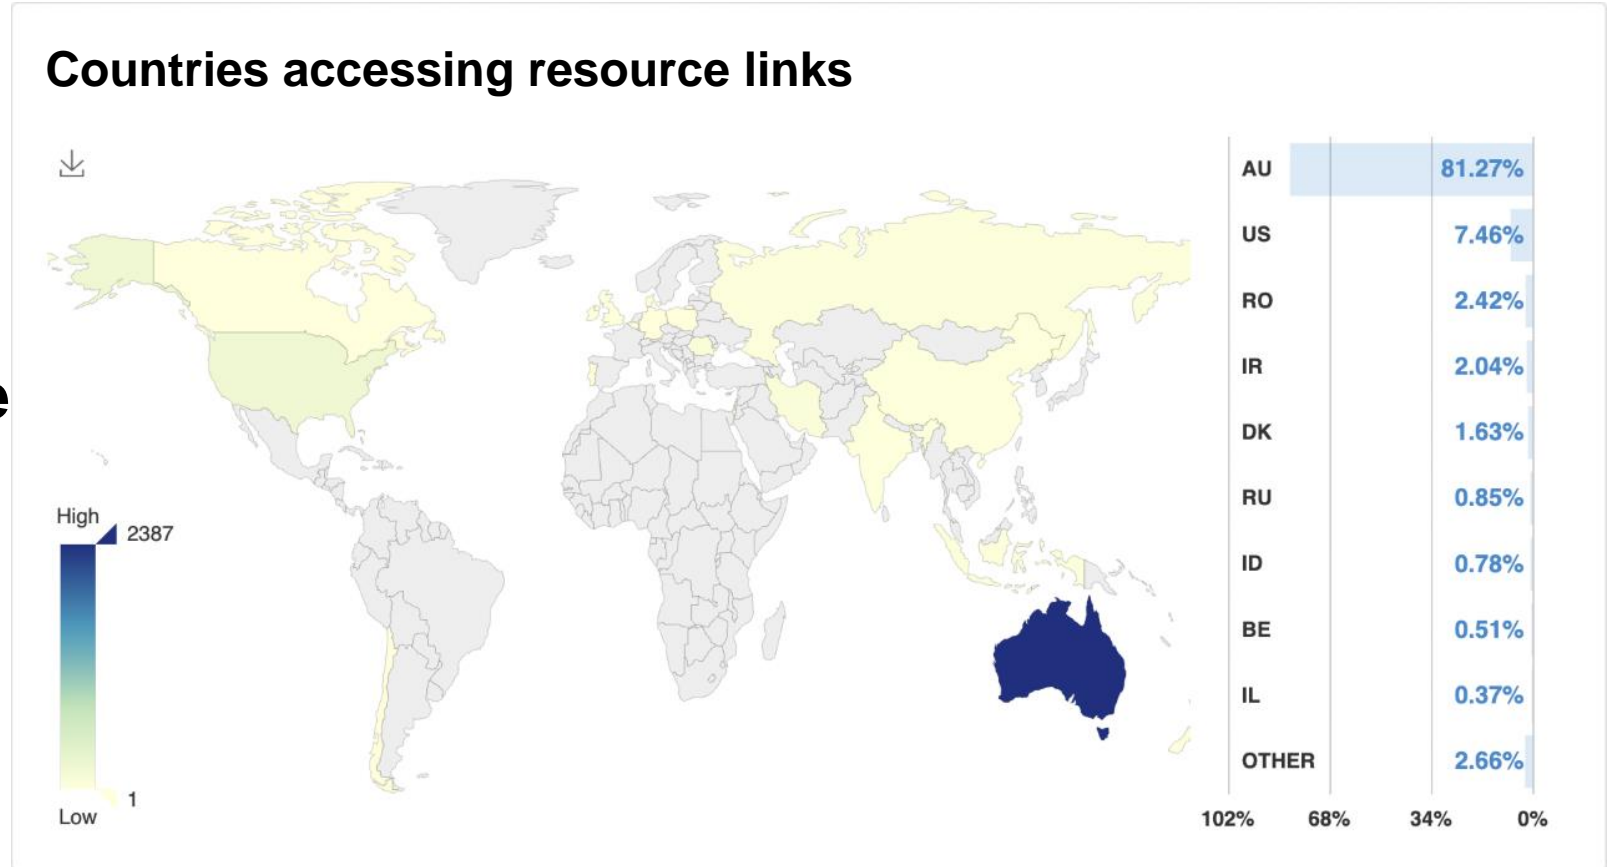 Countries accessing resource links
e
High
2387
1
Low
AU 81.27%
US 7.46%
RO 2.42%
IR 2.04%
DK 1.63%
RU 0.85%
ID 0.78%
BE 0.51%
IL 0.37%
OTHER 2.66%
102% 68% 34% 0%